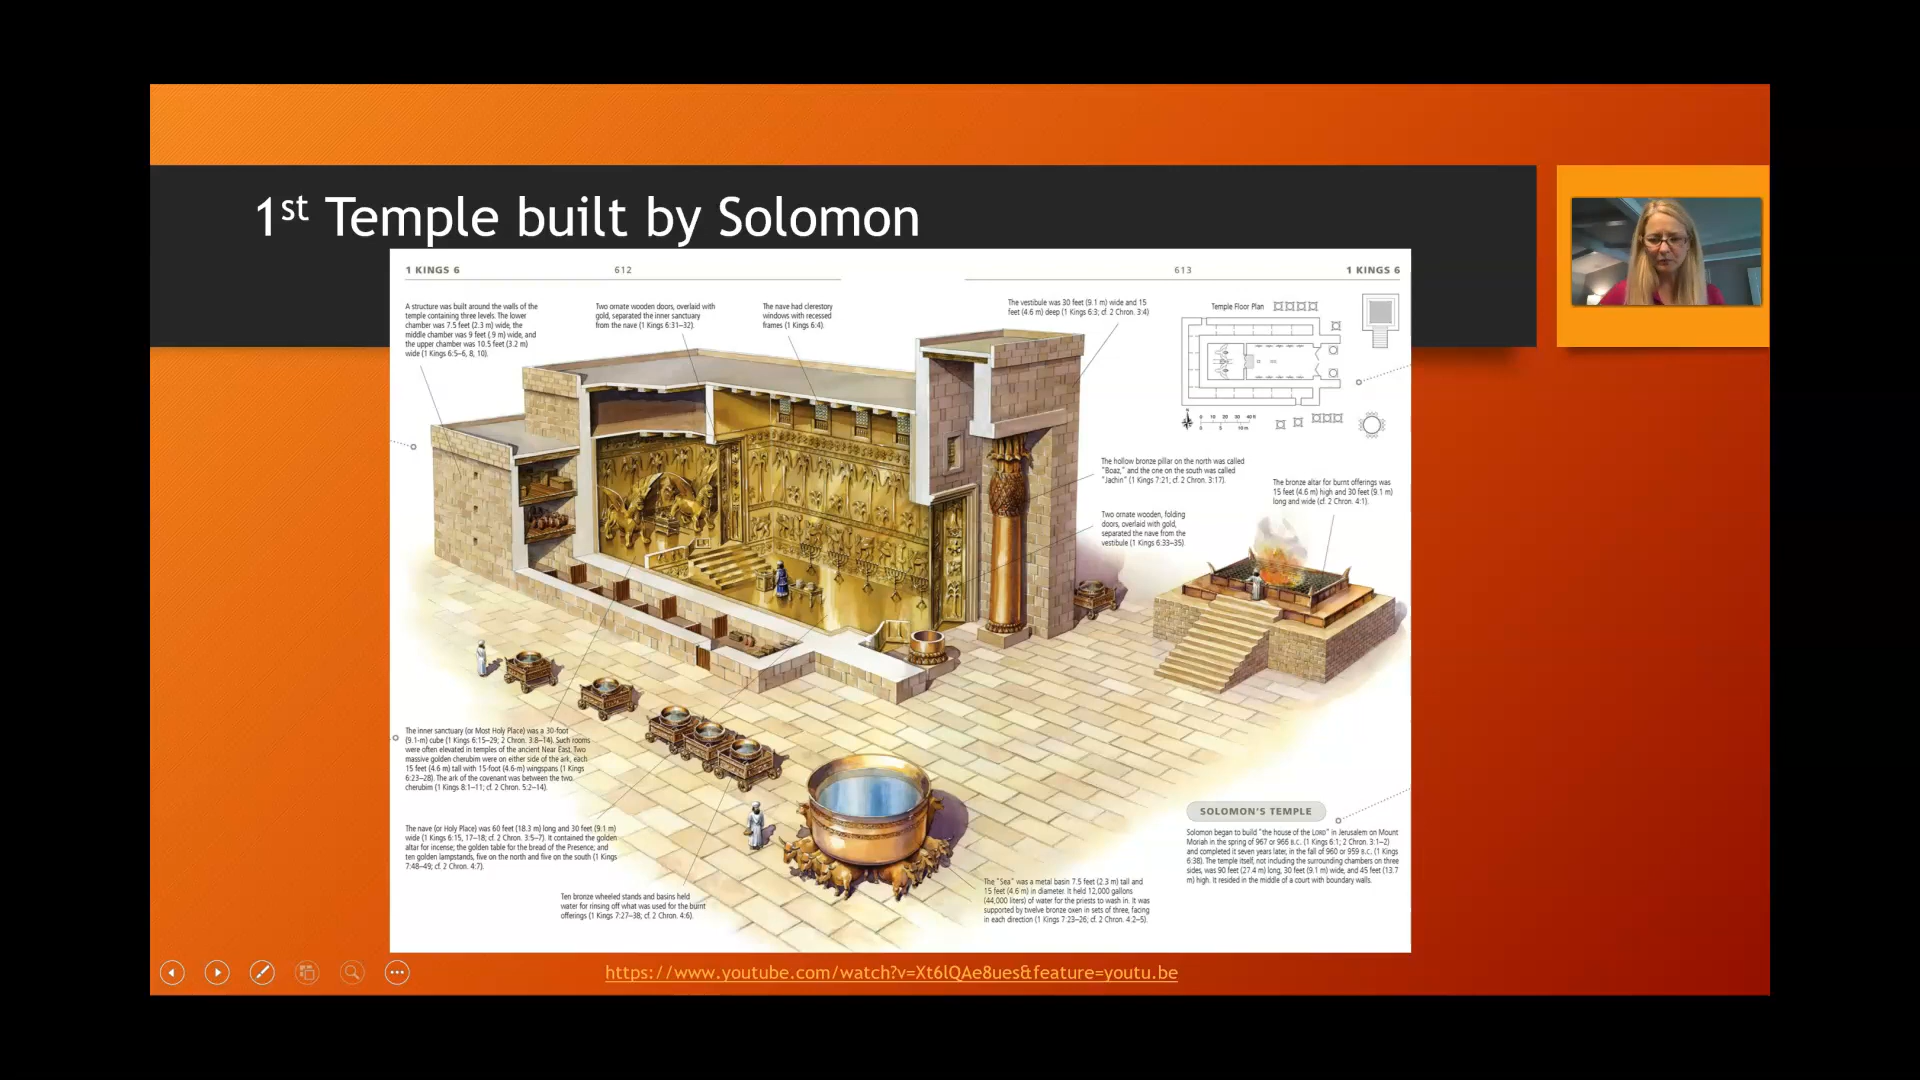 1st Temple built by Solomon
1 KINGS 6
612
613
1 KINGS 6
A structure was built around the walls of the
temple containing three levels. The lower
chamber was 7.5 feet (2.3 m) wide, the
middle chamber was 9 feet (.9 m) wide, and
the upper chamber was 10.5 feet (3.2 m)
wide (1 Kings 6:5–6, 8, 10).
Two ornate wooden doors, overlaid with
gold, separated the inner sanctuary
from the nave (1 Kings 6:31–32).
The nave had clerestory
windows with recessed
frames (1 Kings 6:4).
The vestibule was 30 feet (9.1 m) wide and 15
feet (4.6 m) deep (1 Kings 6:3; cf. 2 Chron. 3:4)
Temple Floor Plan
0 10 20 30 40 ft
0 5 10 m
The hollow bronze pillar on the north was called
"Boaz," and the one on the south was called
"Jachin" (1 Kings 7:21; cf. 2 Chron. 3:17).
The bronze altar for burnt offerings was
15 feet (4.6 m) high and 30 feet (9.1 m)
long and wide (cf. 2 Chron. 4:1).
Two ornate wooden, folding
doors, overlaid with gold,
separated the nave from the
vestibule (1 Kings 6:33–35).
The inner sanctuary (or Most Holy Place) was a 30-foot
(9.1-m) cube (1 Kings 6:15–29; 2 Chron. 3:8–14). Such rooms
were often elevated in temples of the ancient Near East. Two
massive golden cherubim were on either side of the ark, each
15 feet (4.6 m) tall with 15-foot (4.6-m) wingspans (1 Kings
6:23–28). The ark of the covenant was between the two
cherubim (1 Kings 8:1–11; cf. 2 Chron. 5:2–14).
The nave (or Holy Place) was 60 feet (18.3 m) long and 30 feet (9.1 m)
wide (1 Kings 6:15, 17–18; cf. 2 Chron. 3:5–7). It contained the golden
altar for incense; the golden table for the bread of the Presence; and
ten golden lampstands, five on the north and five on the south (1 Kings
7:48–49; cf. 2 Chron. 4:7).
Ten bronze wheeled stands and basins held
water for rinsing off what was used for the burnt
offerings (1 Kings 7:27–38; cf. 2 Chron. 4:6).
The "Sea" was a metal basin 7.5 feet (2.3 m) tall and
15 feet (4.6 m) in diameter. It held 12,000 gallons
(44,000 liters) of water for the priests to wash in. It was
supported by twelve bronze oxen in sets of three, facing
in each direction (1 Kings 7:23–26; cf. 2 Chron. 4:2–5).
SOLOMON'S TEMPLE
Solomon began to build "the house of the LORD" in Jerusalem on Mount
Moriah in the spring of 967 or 966 B.C. (1 Kings 6:1; 2 Chron. 3:1–2)
and completed it seven years later, in the fall of 960 or 959 B.C. (1 Kings
6:38). The temple itself, not including the surrounding chambers on three
sides, was 90 feet (27.4 m) long, 30 feet (9.1 m) wide, and 45 feet (13.7
m) high. It resided in the middle of a court with boundary walls.
https://www.youtube.com/watch?v=Xt6lQAe8ues&feature=youtu.be